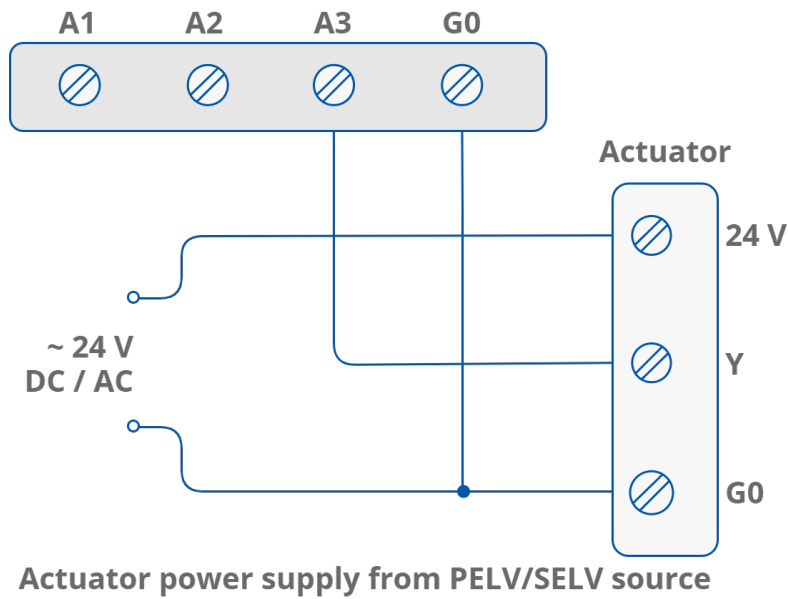 A1 A2 A3 G0
Actuator
24 V
~ 24 V
DC / AC
Y
G0
Actuator power supply from PELV/SELV source